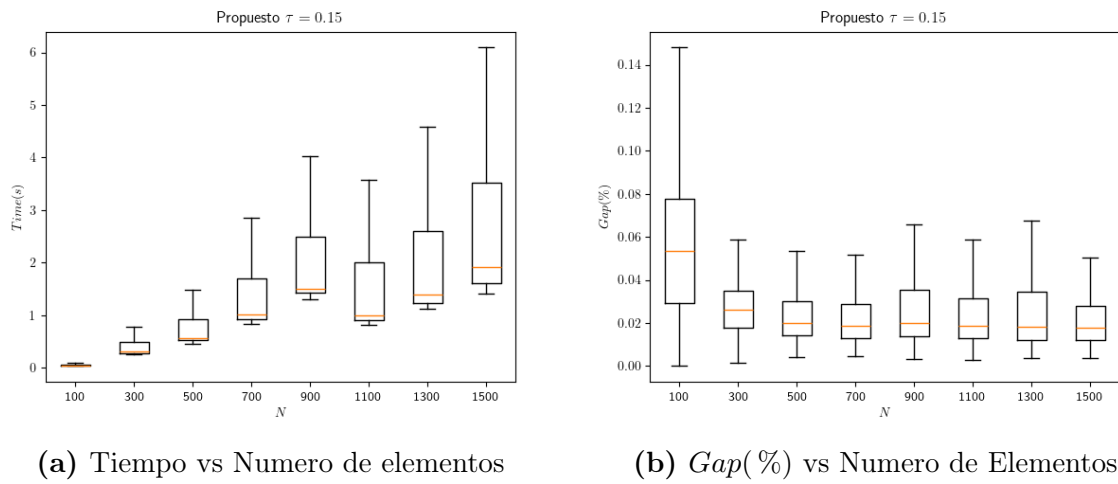 Propuesto τ = 0.15
Time(s)
6
5
4
3
2
1
0
100 300 500 700 900 1100 1300 1500
N
(a) Tiempo vs Numero de elementos
Propuesto τ = 0.15
Gap(%)
0.14
0.12
0.10
0.08
0.06
0.04
0.02
0.00
100 300 500 700 900 1100 1300 1500
N
(b) Gap( %) vs Numero de Elementos